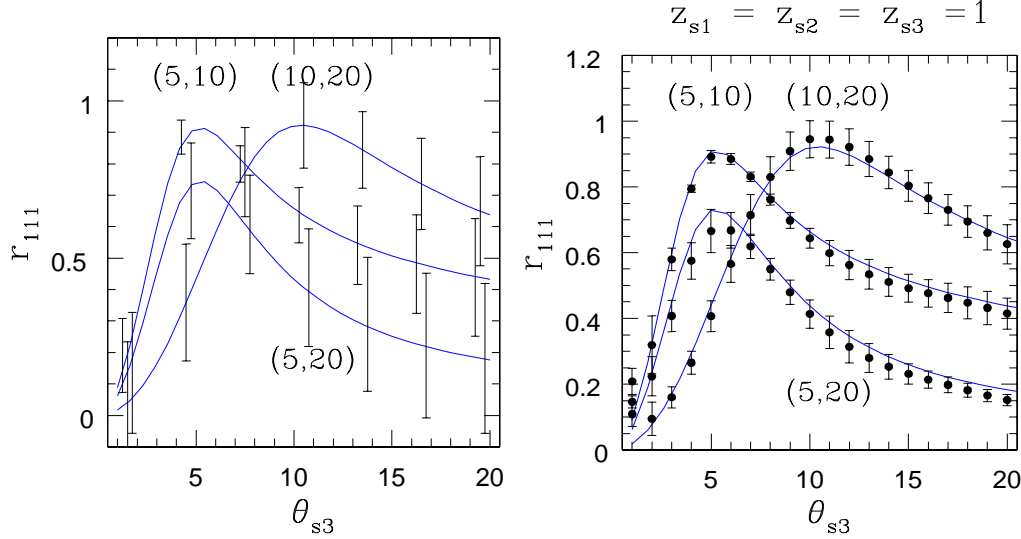 z_s1 = z_s2 = z_s3 = 1
(5,10) (10,20)
(5,20)
r_111
1
0.5
0
5 10 15 20
θ_s3
(5,10) (10,20)
(5,20)
r_111
1.2
1
0.8
0.6
0.4
0.2
0
5 10 15 20
θ_s3